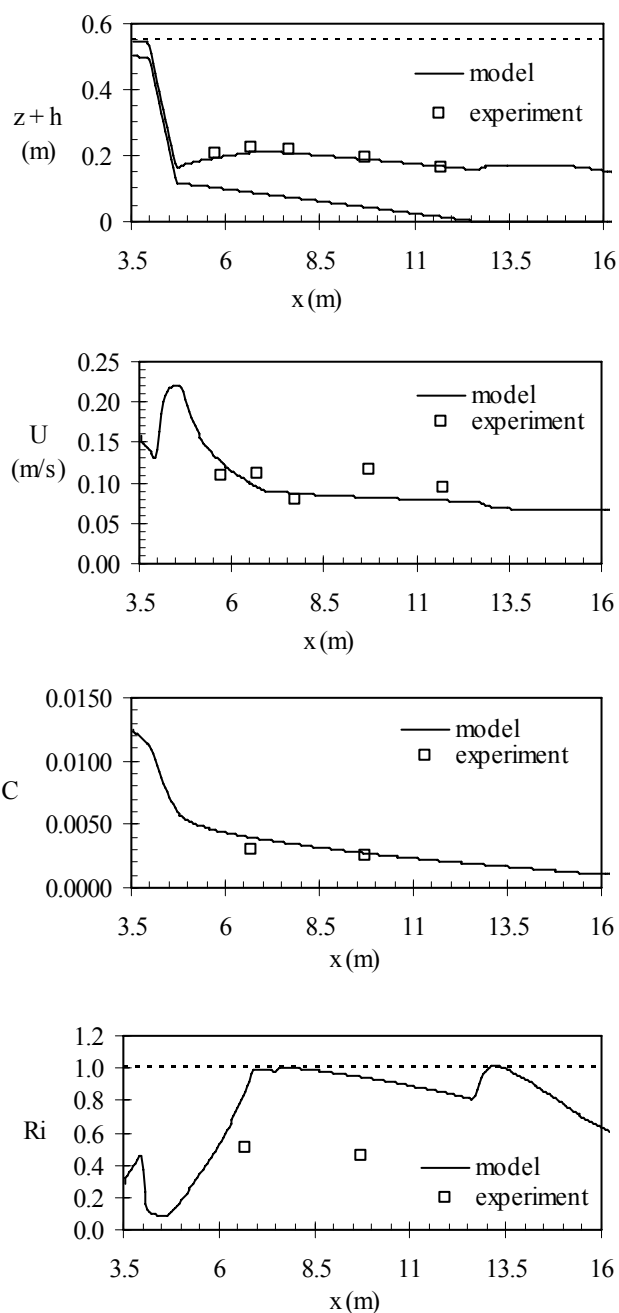 0.6
0.4
0.2
0
z + h
(m)
model
experiment
3.5 6 8.5 11 13.5 16
x (m)
0.25
0.20
0.15
0.10
0.05
0.00
U
(m/s)
model
experiment
3.5 6 8.5 11 13.5 16
x (m)
0.0150
0.0100
0.0050
0.0000
C
model
experiment
3.5 6 8.5 11 13.5 16
x (m)
1.2
1.0
0.8
0.6
0.4
0.2
0.0
Ri
model
experiment
3.5 6 8.5 11 13.5 16
x (m)